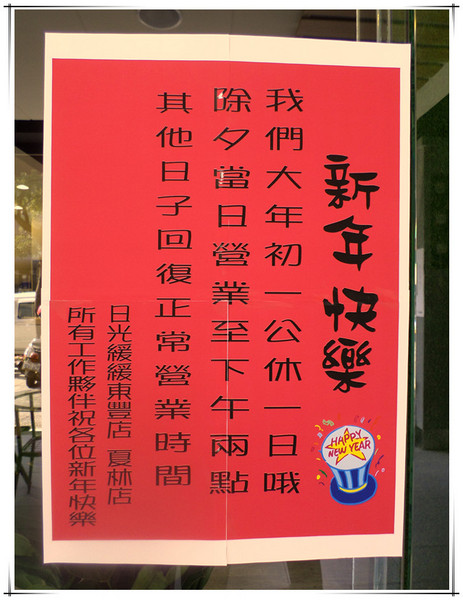 新年快樂
HAPPY
NEW YEAR
我們大年初一公休一日哦
除夕當日營業至下午兩點
其他日子回復正常營業時間
日光緩緩東豐店 夏林店
所有工作夥伴祝各位新年快樂